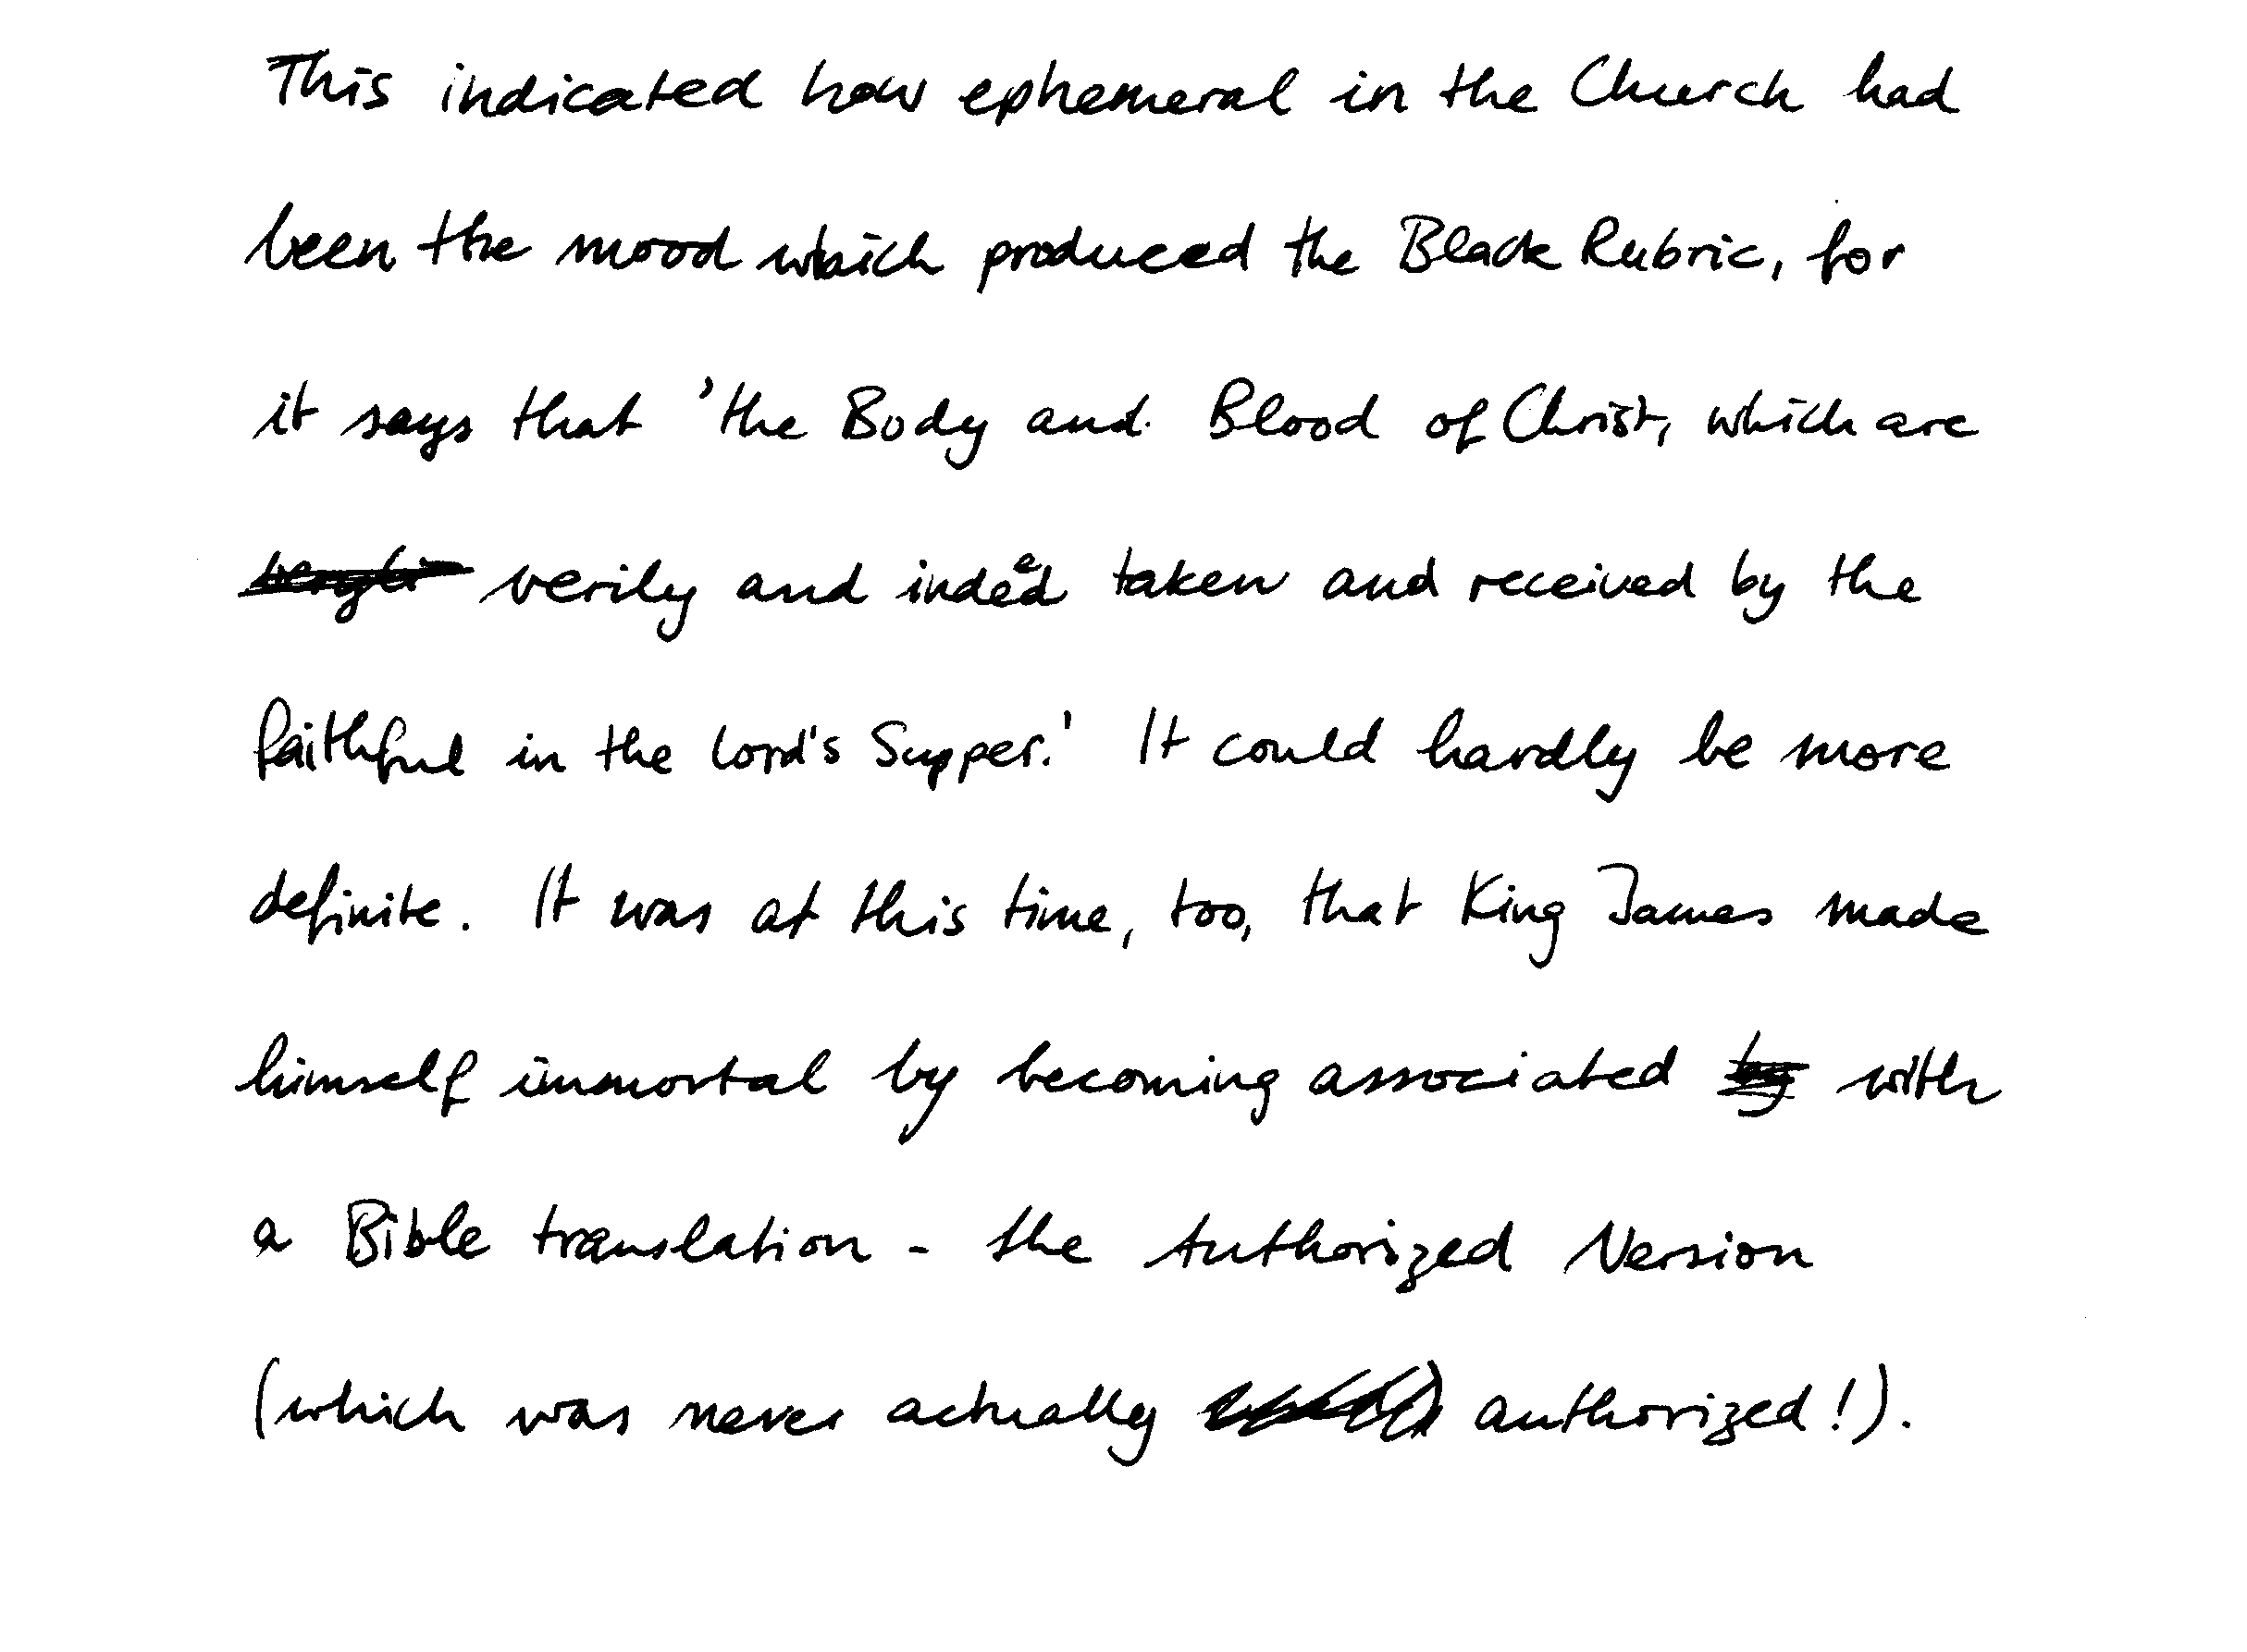 This indicated how ephemeral in the Church had
been the mood which produced the Black Rubric, for
it says that 'the Body and Blood of Christ, which are
verily and indeed taken and received by the
faithful in the Lord's Supper.' It could hardly be more
definite. It was at this time, too, that King James made
himself immortal by becoming associated by with
a Bible translation - the Authorized Version
(which was never actually authorized!).